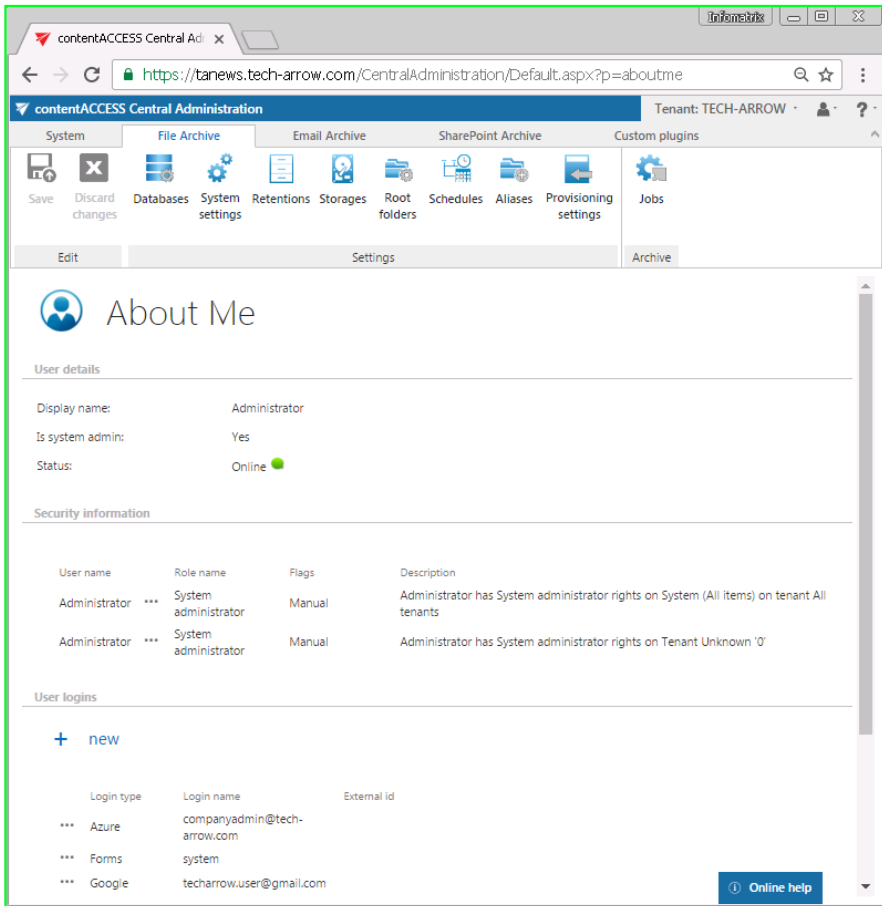 Infomatrix
contentACCESS Central Adr
https://tanews.tech-arrow.com/CentralAdministration/Default.aspx?p=aboutme
contentACCESS Central Administration Tenant: TECH-ARROW ?
System File Archive Email Archive SharePoint Archive Custom plugins
Save Discard Databases System Retentions Storages Root Schedules Aliases Provisioning Jobs
changes settings folders settings
Edit Settings Archive
About Me
User details
Display name: Administrator
Is system admin: Yes
Status: Online
Security information
User name Role name Flags Description
Administrator ••• System Manual Administrator has System administrator rights on System (All items) on tenant All
administrator tenants
Administrator ••• System Manual Administrator has System administrator rights on Tenant Unknown '0'
administrator
User logins
+ new
Login type Login name External id
••• Azure companyadmin@tech-
arrow.com
••• Forms system
••• Google techarrow.user@gmail.com
Online help